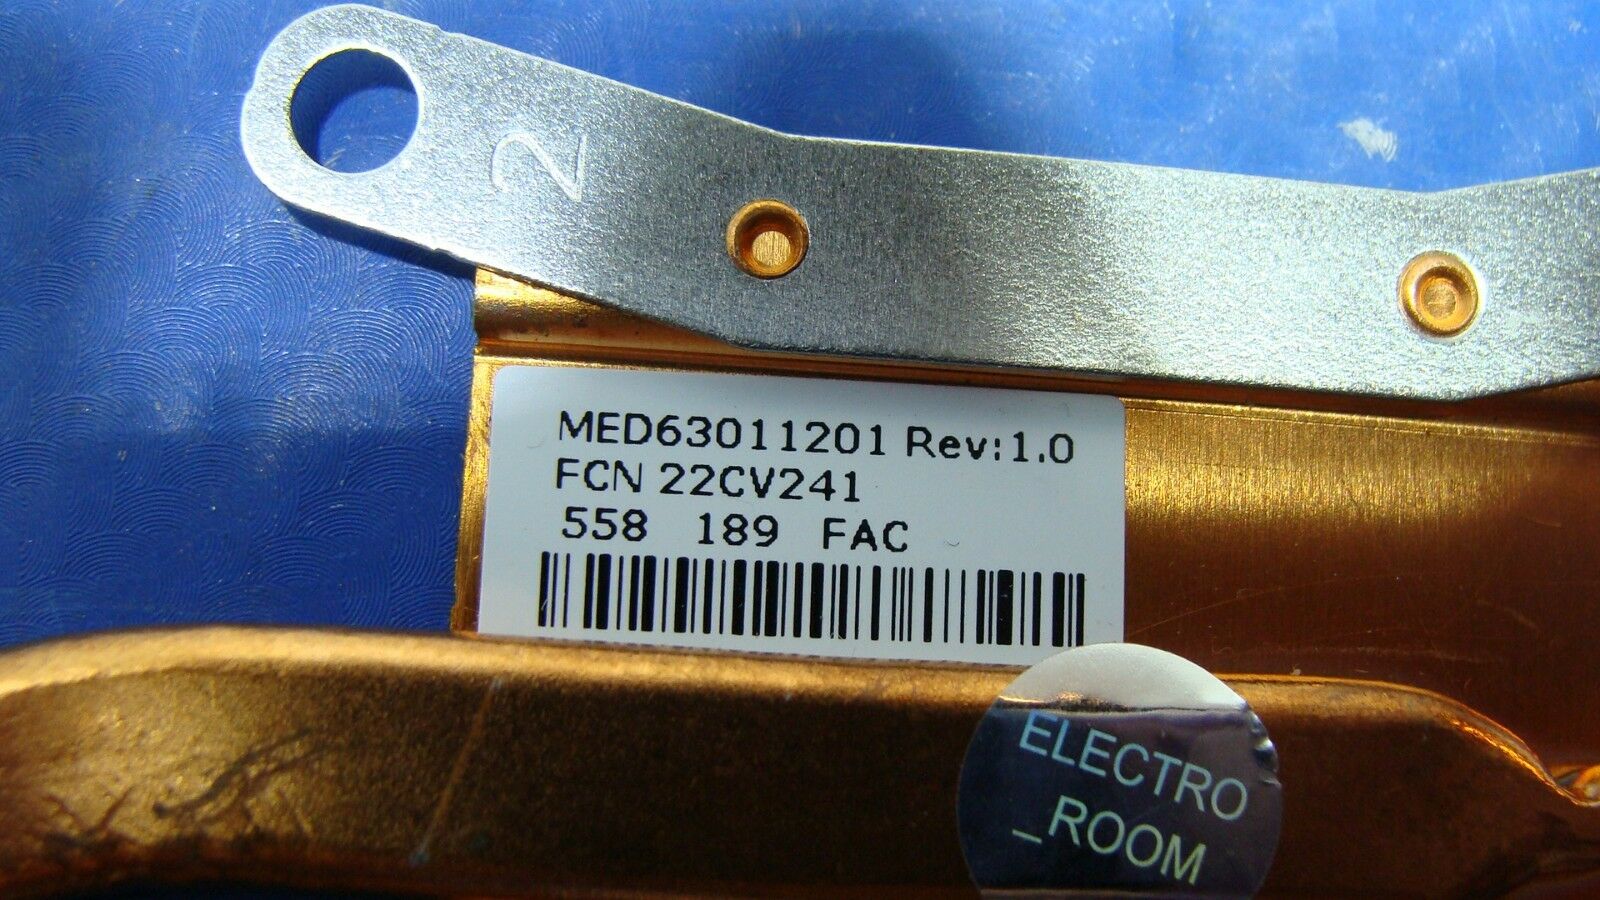 2
MED63011201 Rev:1.0
FCN 22CV241
558 189 FAC
ELECTRO
_ROOM